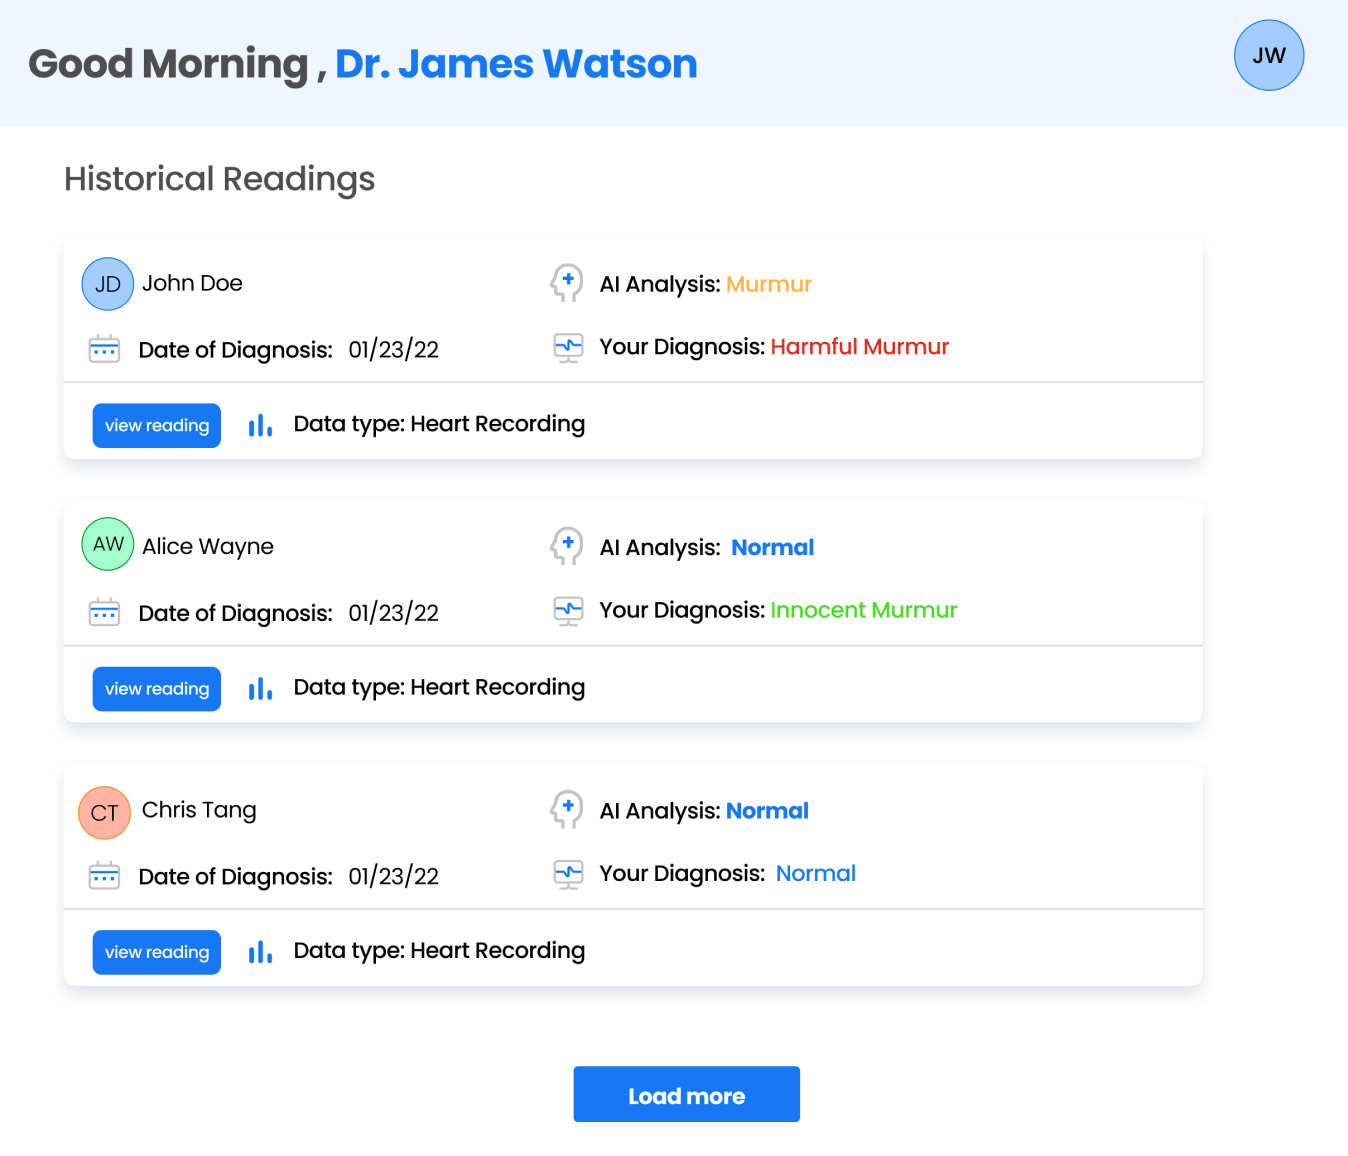 Good Morning , Dr. James Watson
JW
Historical Readings
JD John Doe
AI Analysis: Murmur
Date of Diagnosis: 01/23/22
Your Diagnosis: Harmful Murmur
view reading
Data type: Heart Recording
AW Alice Wayne
AI Analysis: Normal
Date of Diagnosis: 01/23/22
Your Diagnosis: Innocent Murmur
view reading
Data type: Heart Recording
CT Chris Tang
AI Analysis: Normal
Date of Diagnosis: 01/23/22
Your Diagnosis: Normal
view reading
Data type: Heart Recording
Load more